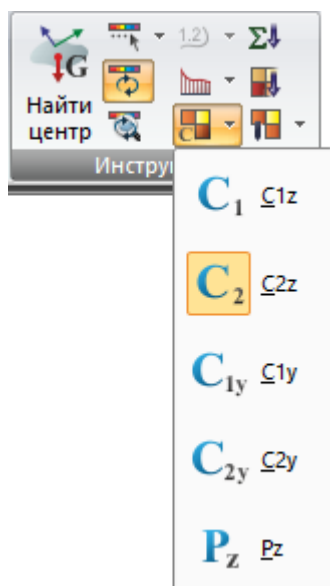 1.2) Σ
G
Найти
центр
C
Инстру
C1 C1z
C2 C2z
C1y C1y
C2y C2y
Pz Pz